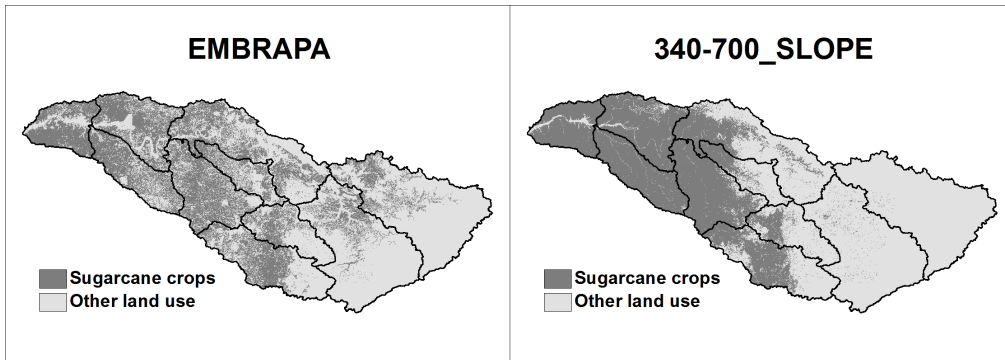 EMBRAPA
Sugarcane crops
Other land use
340-700_SLOPE
Sugarcane crops
Other land use